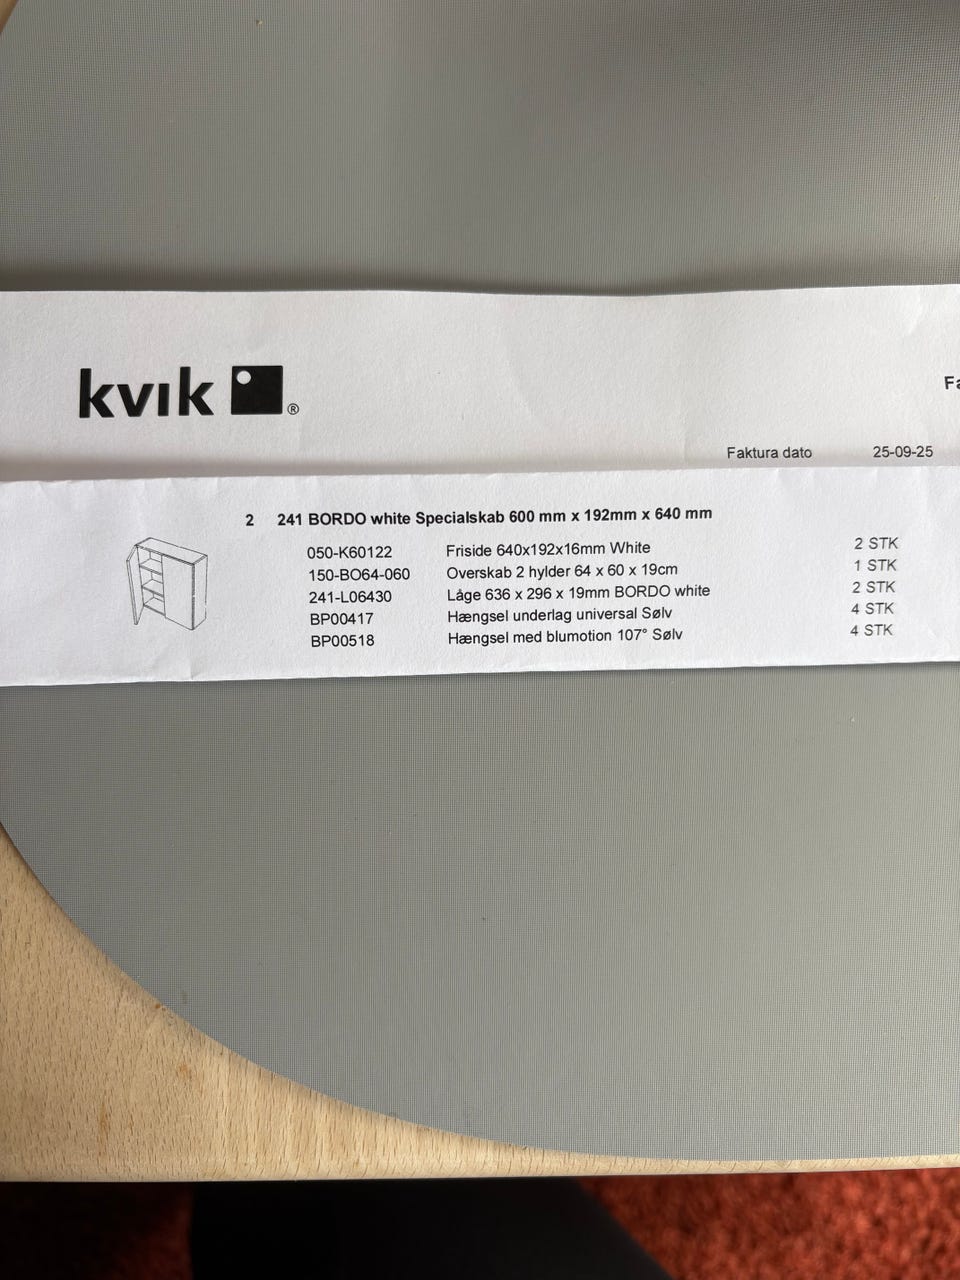 kvik ®
Fa
Faktura dato 25-09-25
2 241 BORDO white Specialskab 600 mm x 192mm x 640 mm
050-K60122 Friside 640x192x16mm White 2 STK
150-BO64-060 Overskab 2 hylder 64 x 60 x 19cm 1 STK
241-L06430 Låge 636 x 296 x 19mm BORDO white 2 STK
BP00417 Hængsel underlag universal Sølv 4 STK
BP00518 Hængsel med blumotion 107° Sølv 4 STK